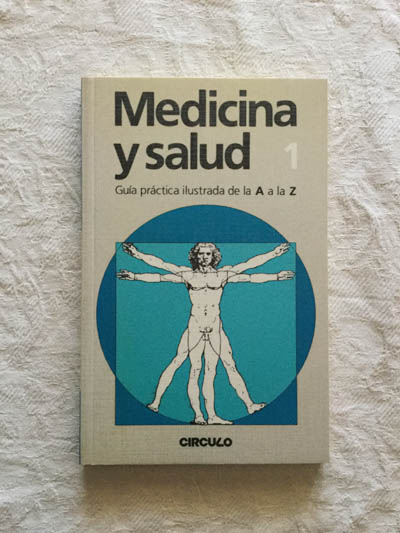 Medicina
y salud 1
Guía práctica ilustrada de la A a la Z
CIRCULO